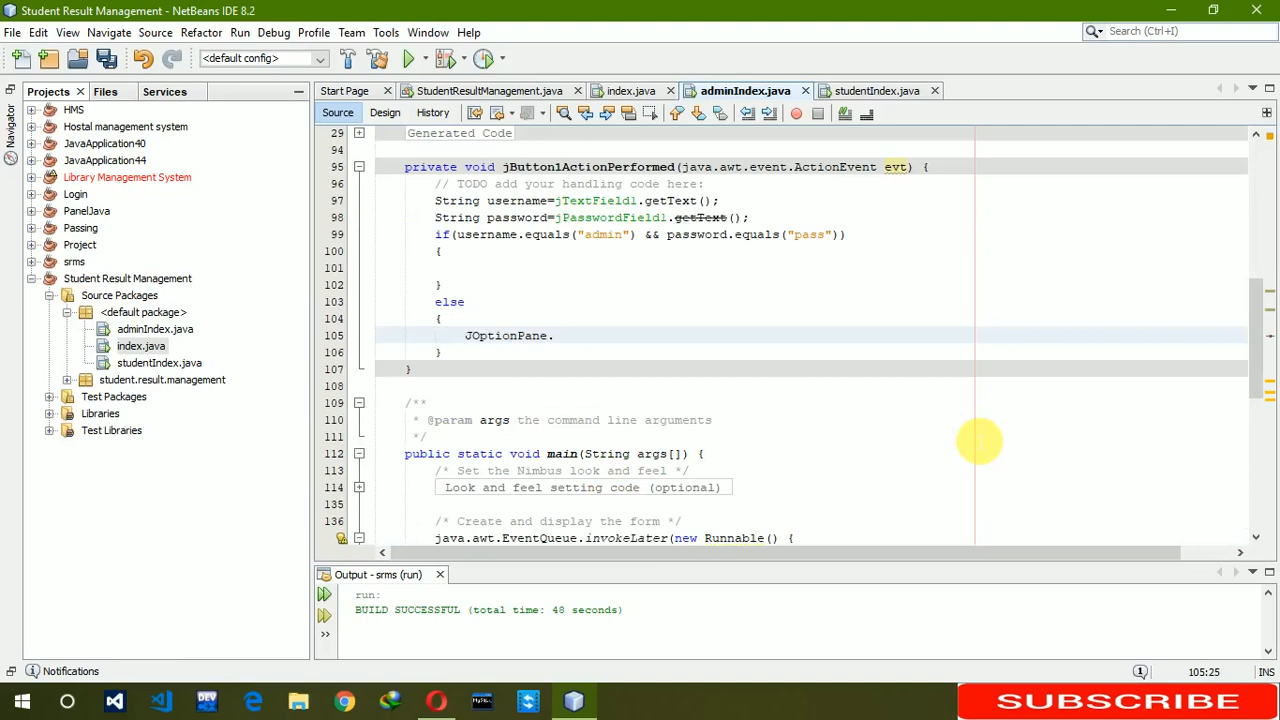 Student Result Management - NetBeans IDE 8.2
File Edit View Navigate Source Refactor Run Debug Profile Team Tools Window Help
Search (Ctrl+I)
<default config>
Projects Files Services
Start Page StudentResultManagement.java index.java adminIndex.java studentIndex.java
Navigator
HMS
Hostal management system
JavaApplication40
JavaApplication44
Library Management System
Login
PanelJava
Passing
Project
srms
Student Result Management
Source Packages
<default package>
adminIndex.java
index.java
studentIndex.java
student.result.management
Test Packages
Libraries
Test Libraries
Source Design History
29 Generated Code
94
95 private void jButton1ActionPerformed(java.awt.event.ActionEvent evt) {
96 // TODO add your handling code here:
97 String username=jTextField1.getText();
98 String password=jPasswordField1.getText();
99 if(username.equals("admin") && password.equals("pass"))
100 {
101
102 }
103 else
104 {
105 JOptionPane.
106 }
107 }
108
109 /**
110 * @param args the command line arguments
111 */
112 public static void main(String args[]) {
113 /* Set the Nimbus look and feel */
114 Look and feel setting code (optional)
135
136 /* Create and display the form */
java.awt.EventQueue.invokeLater(new Runnable() {
Output - srms (run)
run:
BUILD SUCCESSFUL (total time: 48 seconds)
Notifications
1
105:25
INS
DEV
SUBSCRIBE